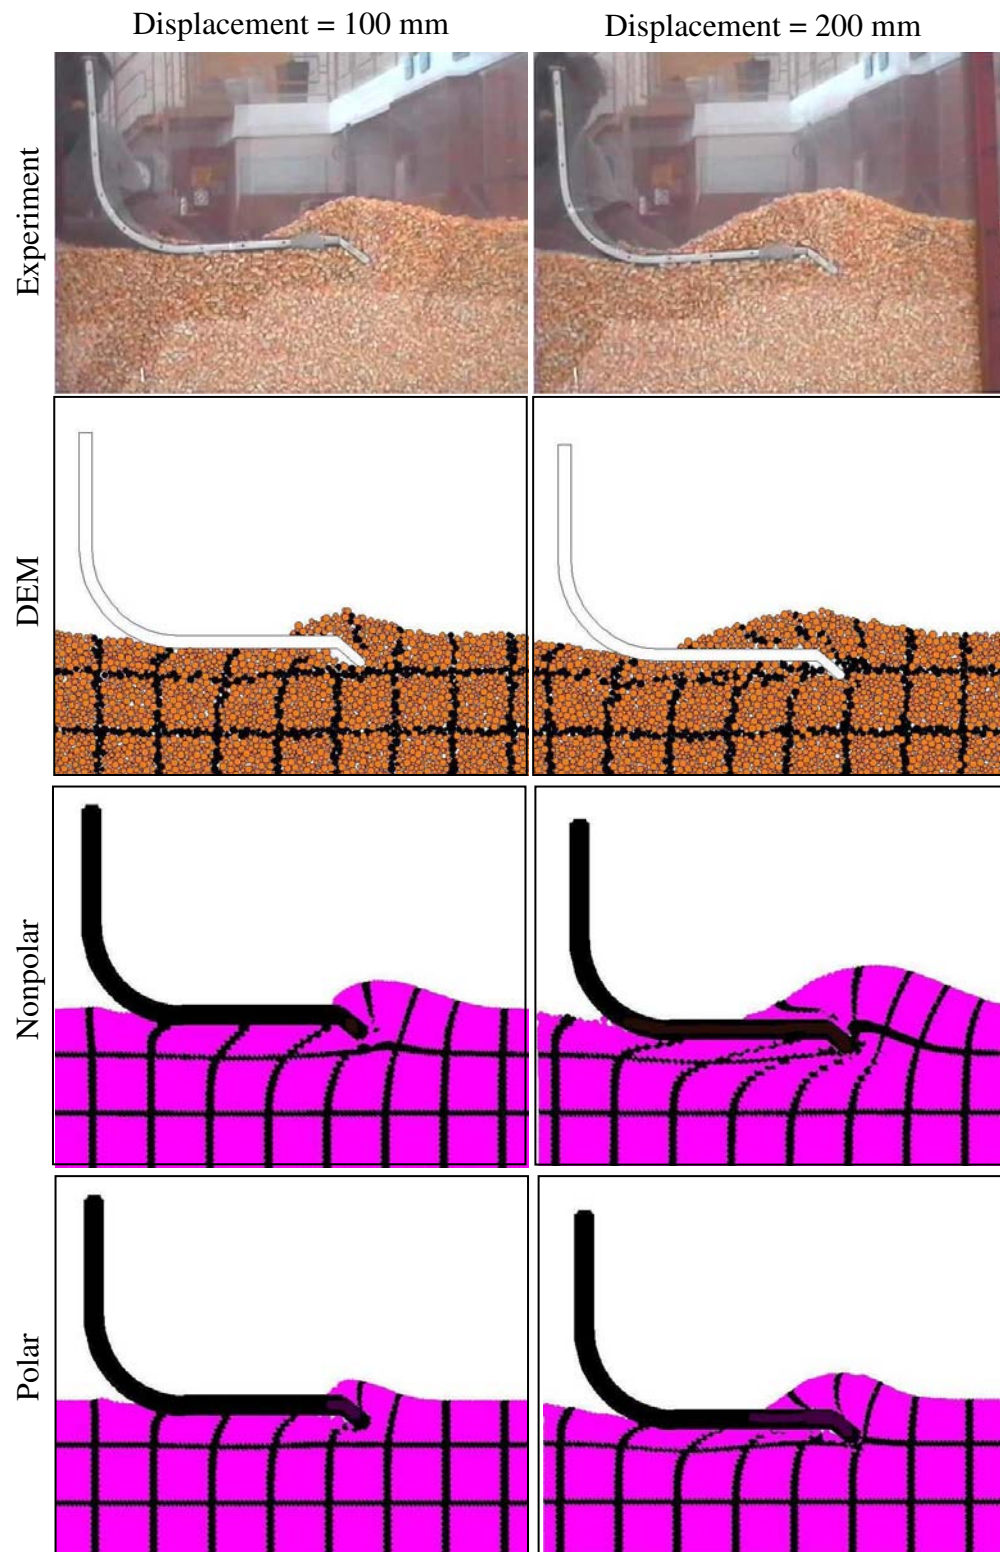 Displacement = 100 mm
Displacement = 200 mm
Experiment
DEM
Nonpolar
Polar